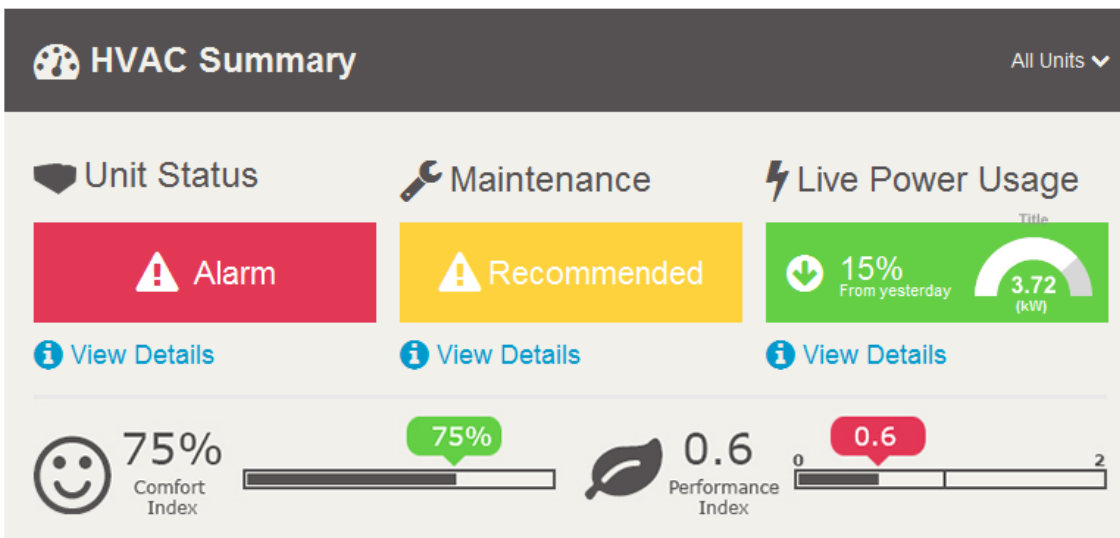 HVAC Summary
All Units
Unit Status
Maintenance
Live Power Usage
Title
Alarm
Recommended
15%
From yesterday
3.72
(kW)
View Details
View Details
View Details
75%
Comfort
Index
75%
0.6
Performance
Index
0.6
0
2